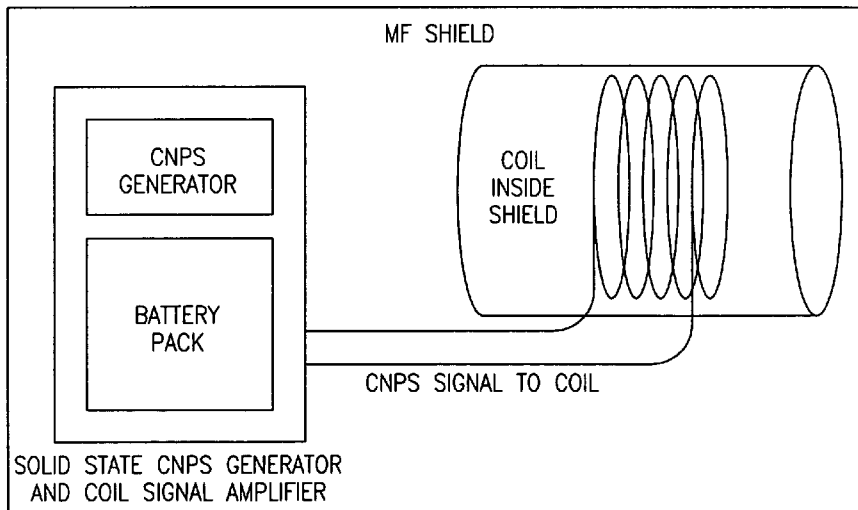 MF SHIELD
CNPS
GENERATOR
BATTERY
PACK
COIL
INSIDE
SHIELD
CNPS SIGNAL TO COIL
SOLID STATE CNPS GENERATOR
AND COIL SIGNAL AMPLIFIER